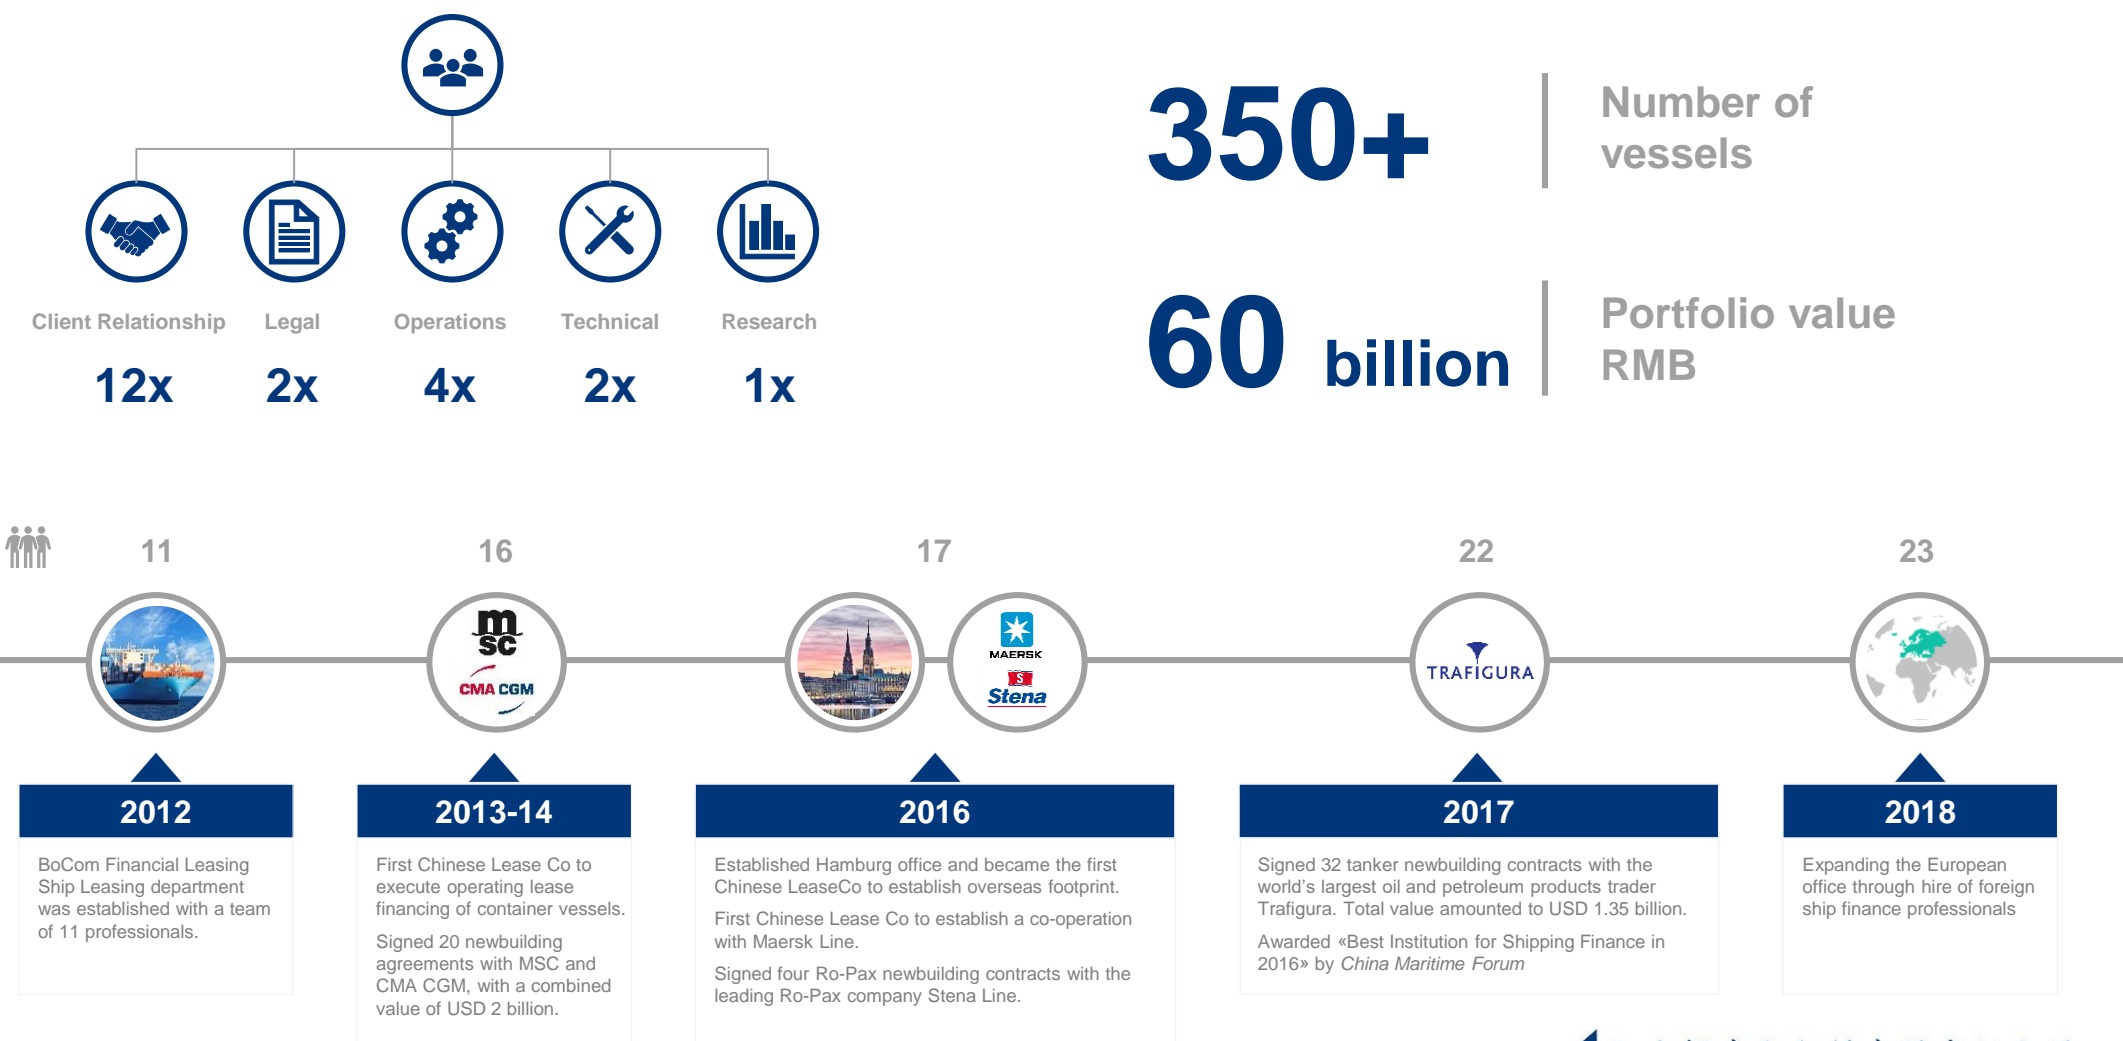 Client Relationship
Legal
Operations
Technical
Research
12x
2x
4x
2x
1x
350+
Number of
vessels
60 billion
Portfolio value
RMB
11
16
17
22
23
m
sc
CMA CGM
MAERSK
S
Stena
TRAFIGURA
2012
BoCom Financial Leasing
Ship Leasing department
was established with a team
of 11 professionals.
2013-14
First Chinese Lease Co to
execute operating lease
financing of container vessels.
Signed 20 newbuilding
agreements with MSC and
CMA CGM, with a combined
value of USD 2 billion.
2016
Established Hamburg office and became the first
Chinese LeaseCo to establish overseas footprint.
First Chinese Lease Co to establish a co-operation
with Maersk Line.
Signed four Ro-Pax newbuilding contracts with the
leading Ro-Pax company Stena Line.
2017
Signed 32 tanker newbuilding contracts with the
world’s largest oil and petroleum products trader
Trafigura. Total value amounted to USD 1.35 billion.
Awarded «Best Institution for Shipping Finance in
2016» by China Maritime Forum
2018
Expanding the European
office through hire of foreign
ship finance professionals